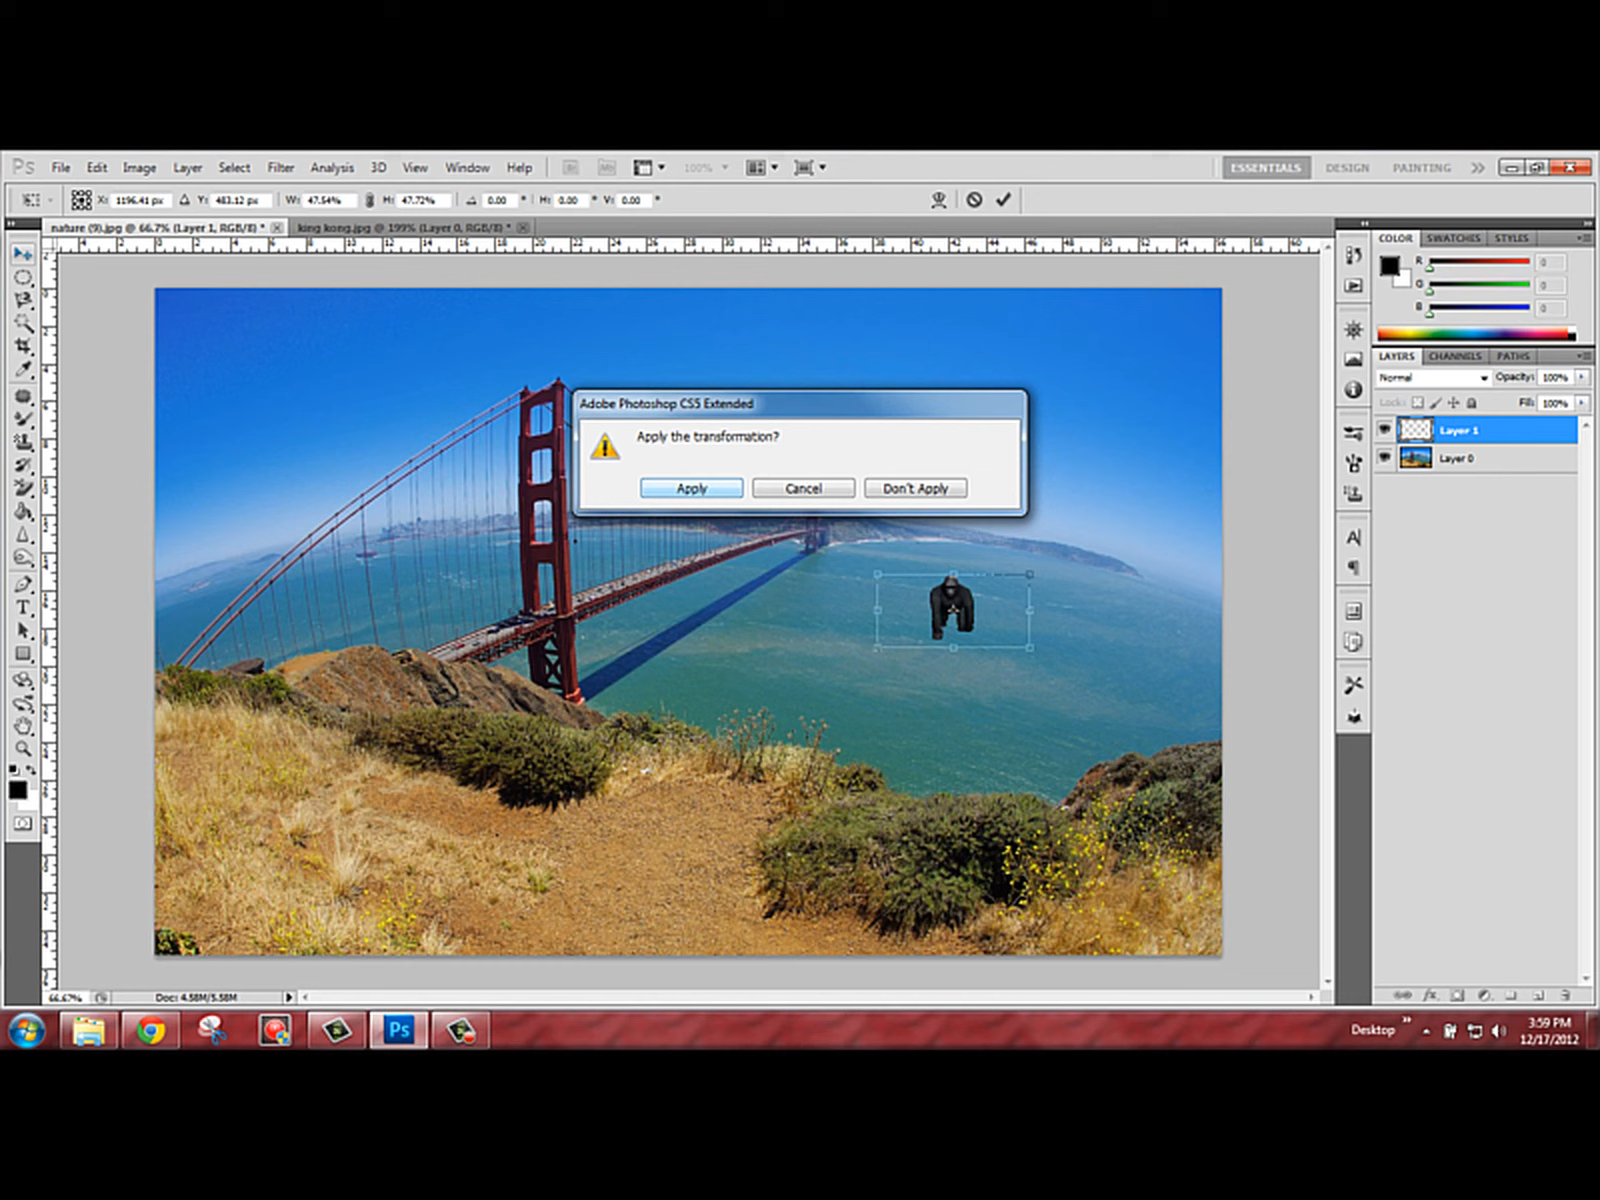 Ps File Edit Image Layer Select Filter Analysis 3D View Window Help 100% ESSENTIALS DESIGN PAINTING
X: 1196.41 px Y: 483.12 px W: 47.54% H: 47.72% 0.00 ° H: 0.00 ° V: 0.00 °
nature (9).jpg @ 66.7% (Layer 1, RGB/8) * king kong.jpg @ 199% (Layer 0, RGB/8) *
COLOR SWATCHES STYLES
R 0
G 0
B 0
LAYERS CHANNELS PATHS
Normal Opacity: 100%
Lock: Fill: 100%
Layer 1
Layer 0
Adobe Photoshop CS5 Extended
Apply the transformation?
Apply Cancel Don't Apply
66.67% Doc: 4.58M/5.58M
Ps Desktop 3:59 PM
12/17/2012